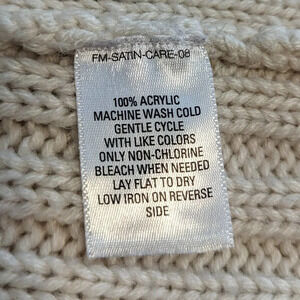 FM-SATIN-CARE-08
100% ACRYLIC
MACHINE WASH COLD
GENTLE CYCLE
WITH LIKE COLORS
ONLY NON-CHLORINE
BLEACH WHEN NEEDED
LAY FLAT TO DRY
LOW IRON ON REVERSE
SIDE